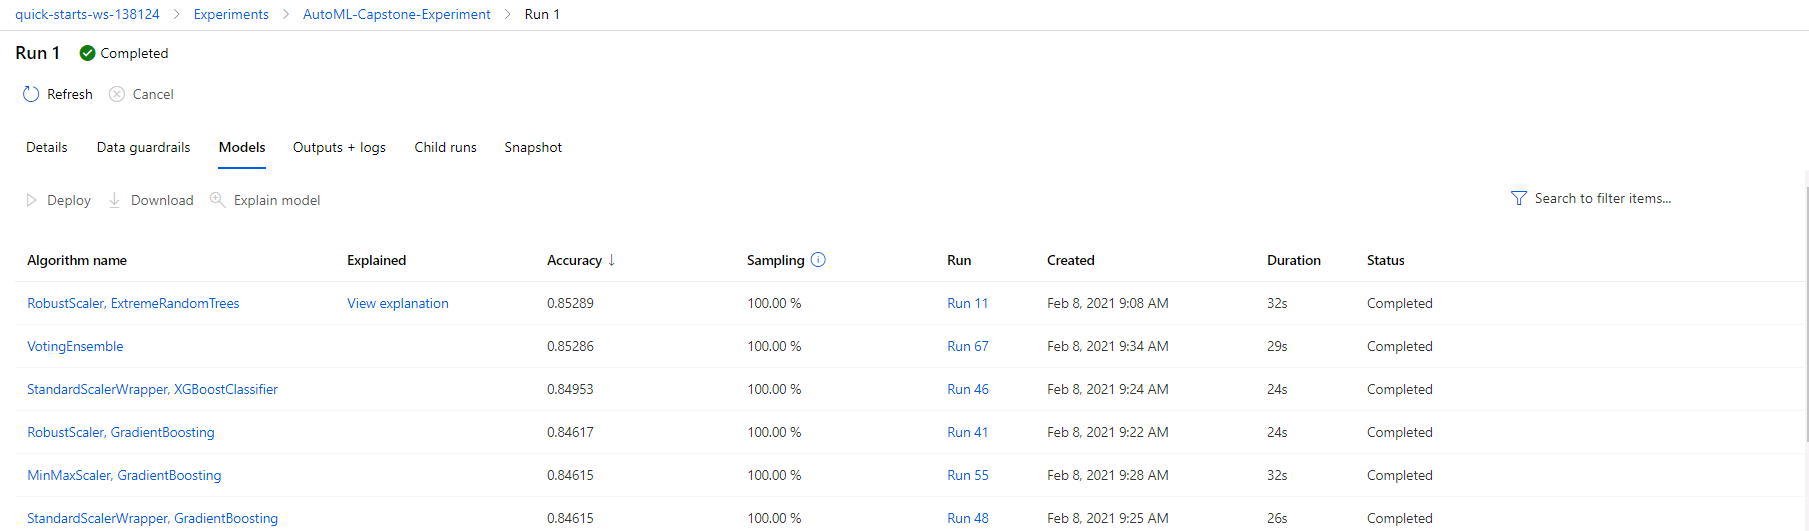 quick-starts-ws-138124 > Experiments > AutoML-Capstone-Experiment > Run 1
Run 1 Completed
Refresh Cancel
Details Data guardrails Models Outputs + logs Child runs Snapshot
Deploy Download Explain model Search to filter items...
Algorithm name Explained Accuracy ↓ Sampling Run Created Duration Status
RobustScaler, ExtremeRandomTrees View explanation 0.85289 100.00 % Run 11 Feb 8, 2021 9:08 AM 32s Completed
VotingEnsemble 0.85286 100.00 % Run 67 Feb 8, 2021 9:34 AM 29s Completed
StandardScalerWrapper, XGBoostClassifier 0.84953 100.00 % Run 46 Feb 8, 2021 9:24 AM 24s Completed
RobustScaler, GradientBoosting 0.84617 100.00 % Run 41 Feb 8, 2021 9:22 AM 24s Completed
MinMaxScaler, GradientBoosting 0.84615 100.00 % Run 55 Feb 8, 2021 9:28 AM 32s Completed
StandardScalerWrapper, GradientBoosting 0.84615 100.00 % Run 48 Feb 8, 2021 9:25 AM 26s Completed